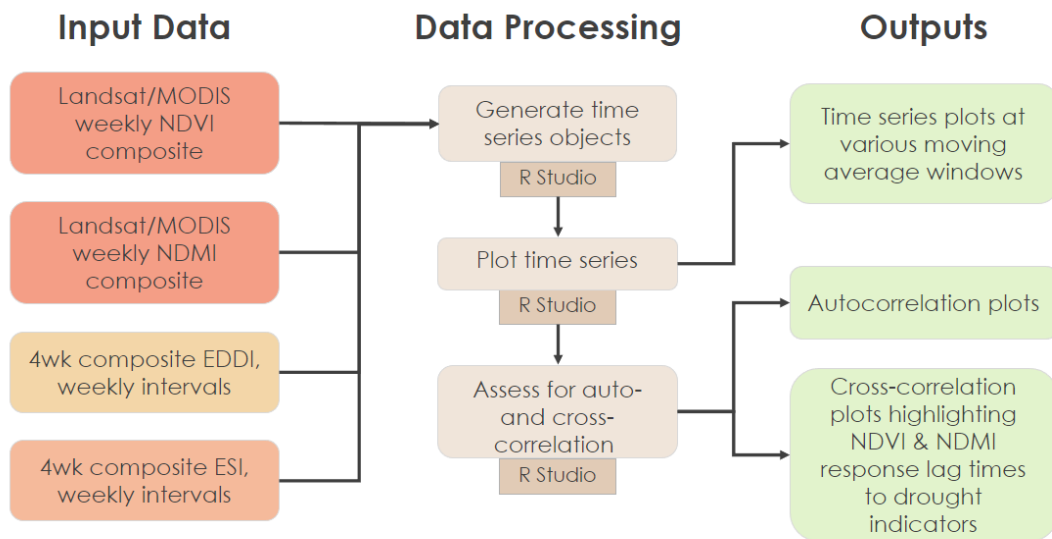 Input Data
Data Processing
Outputs
Landsat/MODIS
weekly NDVI
composite
Landsat/MODIS
weekly NDMI
composite
4wk composite EDDI,
weekly intervals
4wk composite ESI,
weekly intervals
Generate time
series objects
R Studio
Plot time series
R Studio
Assess for auto-
and cross-
correlation
R Studio
Time series plots at
various moving
average windows
Autocorrelation plots
Cross-correlation
plots highlighting
NDVI & NDMI
response lag times
to drought
indicators